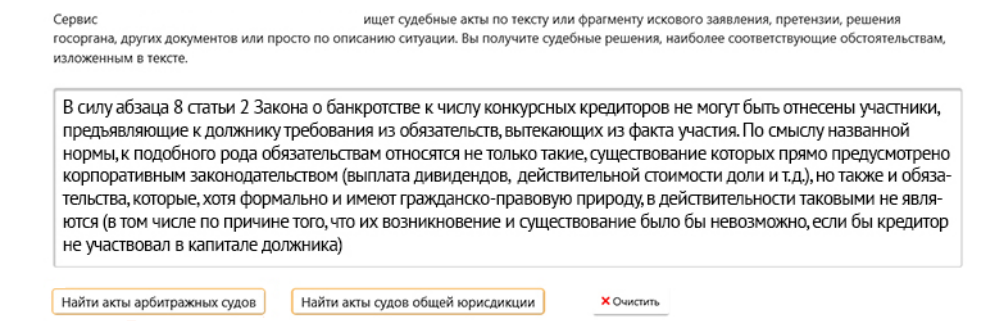 Сервис ищет судебные акты по тексту или фрагменту искового заявления, претензии, решения
госоргана, других документов или просто по описанию ситуации. Вы получите судебные решения, наиболее соответствующие обстоятельствам,
изложенным в тексте.
В силу абзаца 8 статьи 2 Закона о банкротстве к числу конкурсных кредиторов не могут быть отнесены участники,
предъявляющие к должнику требования из обязательств, вытекающих из факта участия. По смыслу названной
нормы, к подобного рода обязательствам относятся не только такие, существование которых прямо предусмотрено
корпоративным законодательством (выплата дивидендов, действительной стоимости доли и т.д.), но также и обяза-
тельства, которые, хотя формально и имеют гражданско-правовую природу, в действительности таковыми не явля-
ются (в том числе по причине того, что их возникновение и существование было бы невозможно, если бы кредитор
не участвовал в капитале должника)
Найти акты арбитражных судов Найти акты судов общей юрисдикции Очистить